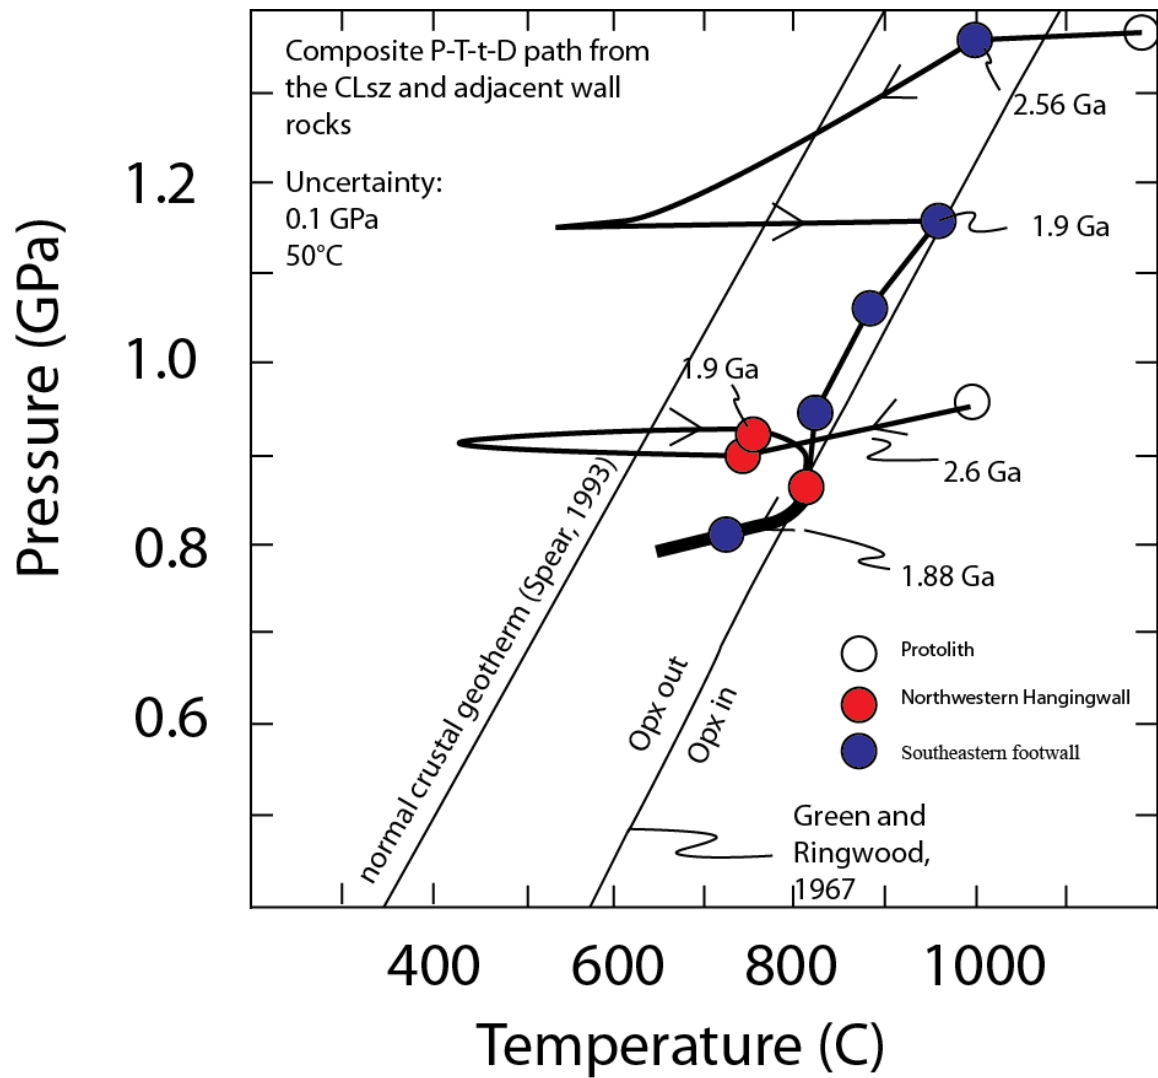 Composite P-T-t-D path from
the CLsz and adjacent wall
rocks
Uncertainty:
0.1 GPa
50°C
2.56 Ga
1.9 Ga
1.9 Ga
2.6 Ga
1.88 Ga
normal crustal geotherm (Spear, 1993)
Opx out
Opx in
Protolith
Northwestern Hangingwall
Southeastern footwall
Green and
Ringwood,
1967
Pressure (GPa)
1.2
1.0
0.8
0.6
400 600 800 1000
Temperature (C)